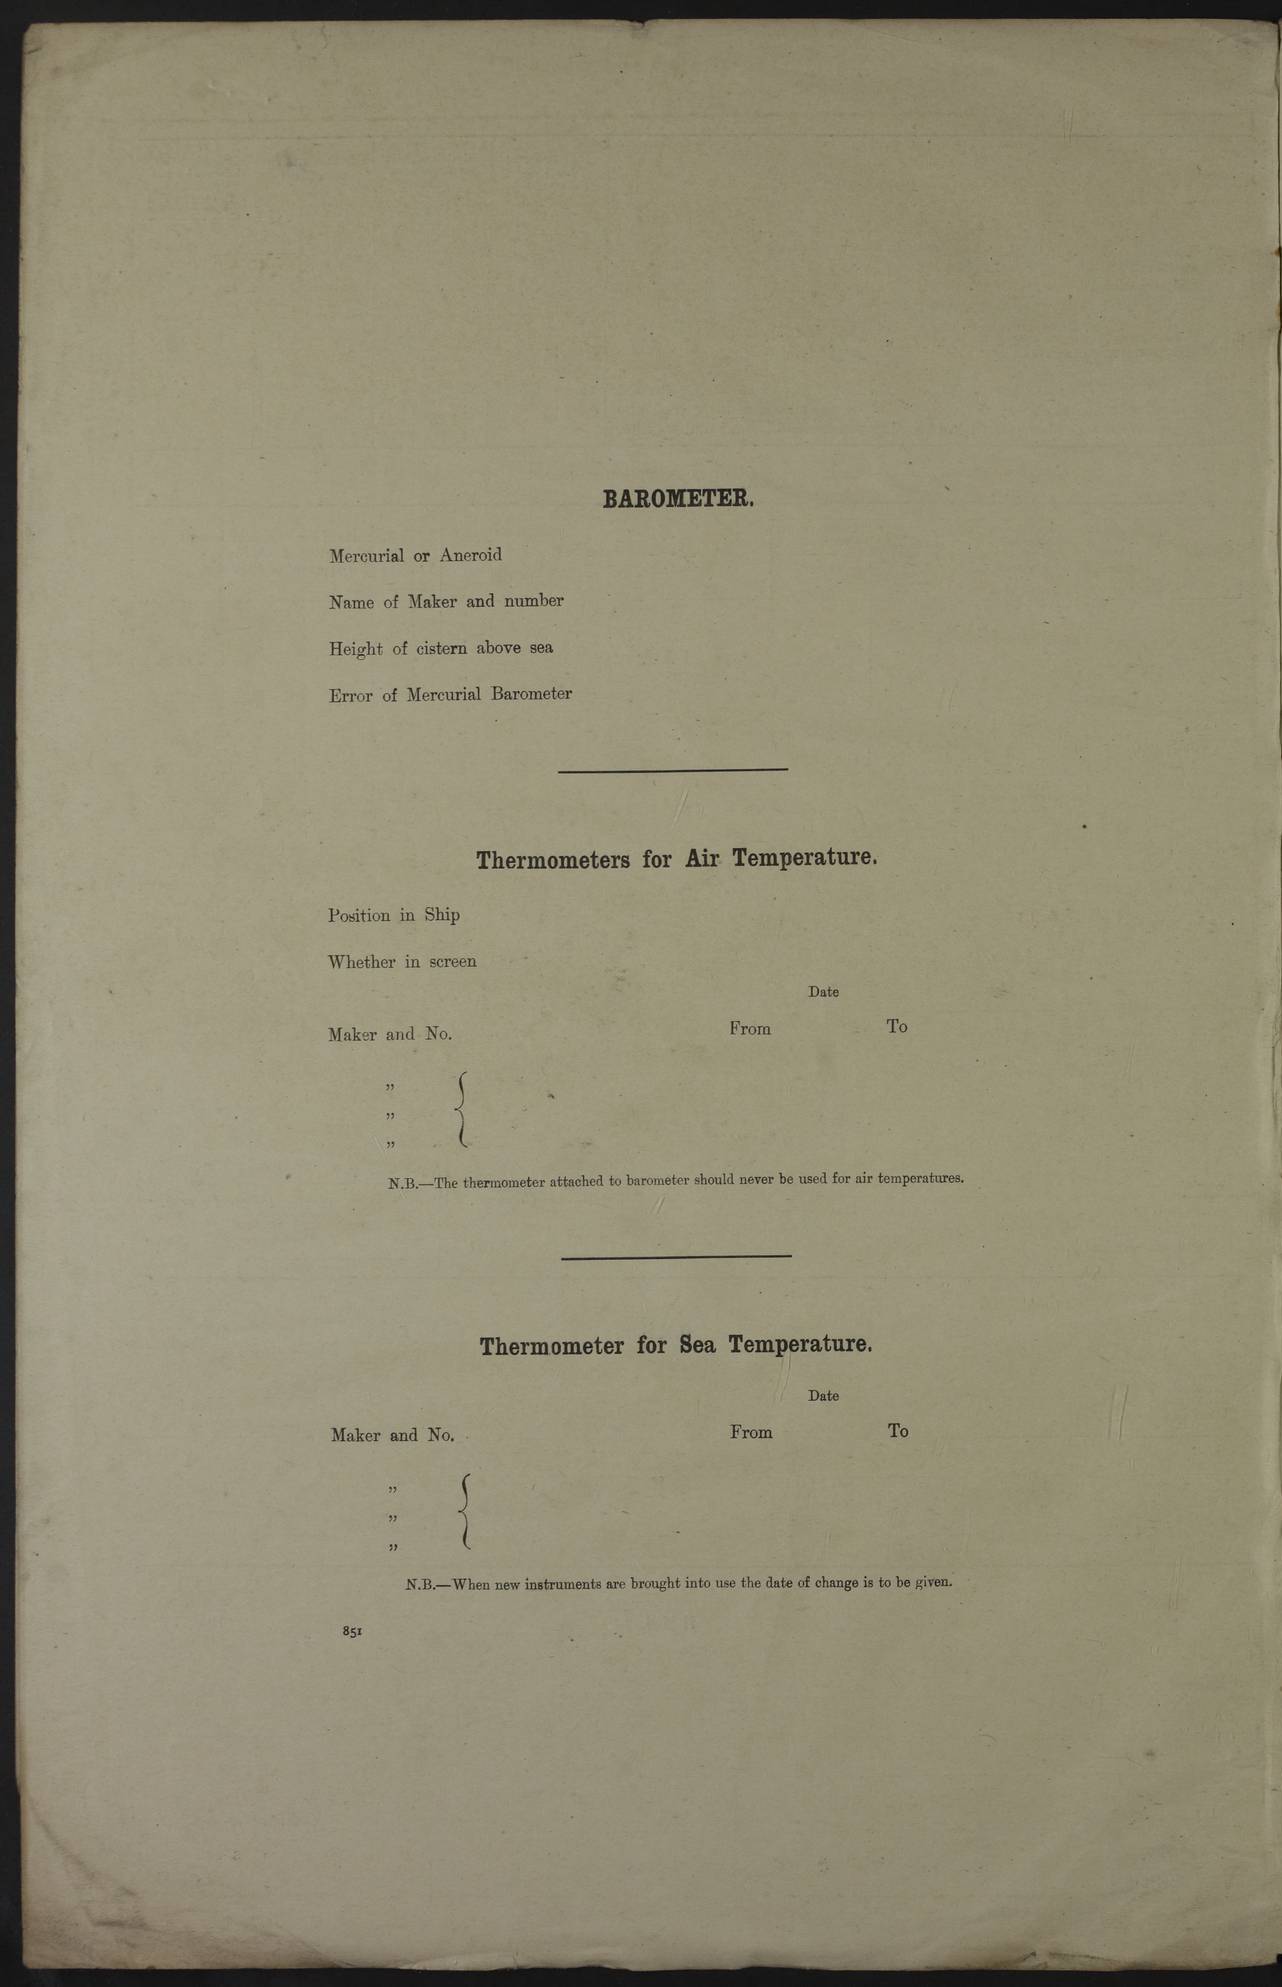 BAROMETER.
Mercurial or Aneroid
Name of Maker and number
Height of cistern above sea
Error of Mercurial Barometer
Thermometers for Air Temperature.
Position in Ship
Whether in screen
Date
Maker and No. From To
„
„ {
„
N.B.—The thermometer attached to barometer should never be used for air temperatures.
Thermometer for Sea Temperature.
Date
Maker and No. From To
„
„ {
„
N.B.—When new instruments are brought into use the date of change is to be given.
851